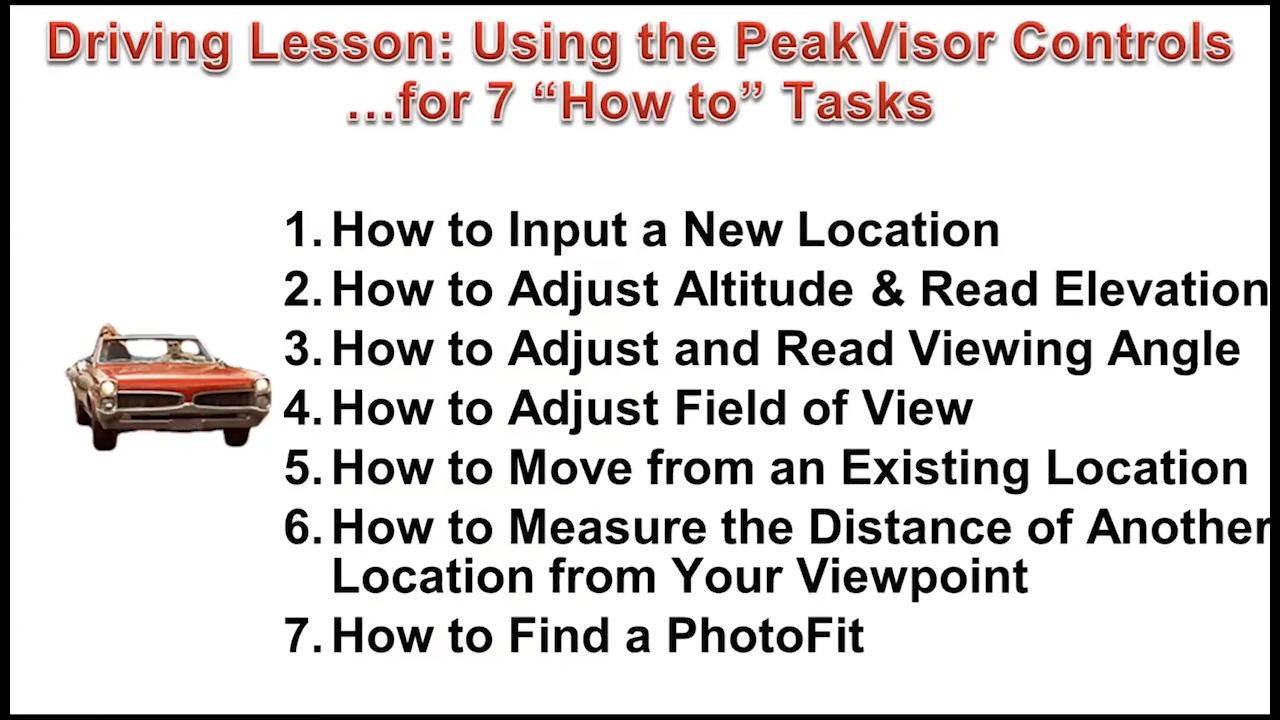 Driving Lesson: Using the PeakVisor Controls
...for 7 “How to” Tasks
1. How to Input a New Location
2. How to Adjust Altitude & Read Elevation
3. How to Adjust and Read Viewing Angle
4. How to Adjust Field of View
5. How to Move from an Existing Location
6. How to Measure the Distance of Another
Location from Your Viewpoint
7. How to Find a PhotoFit